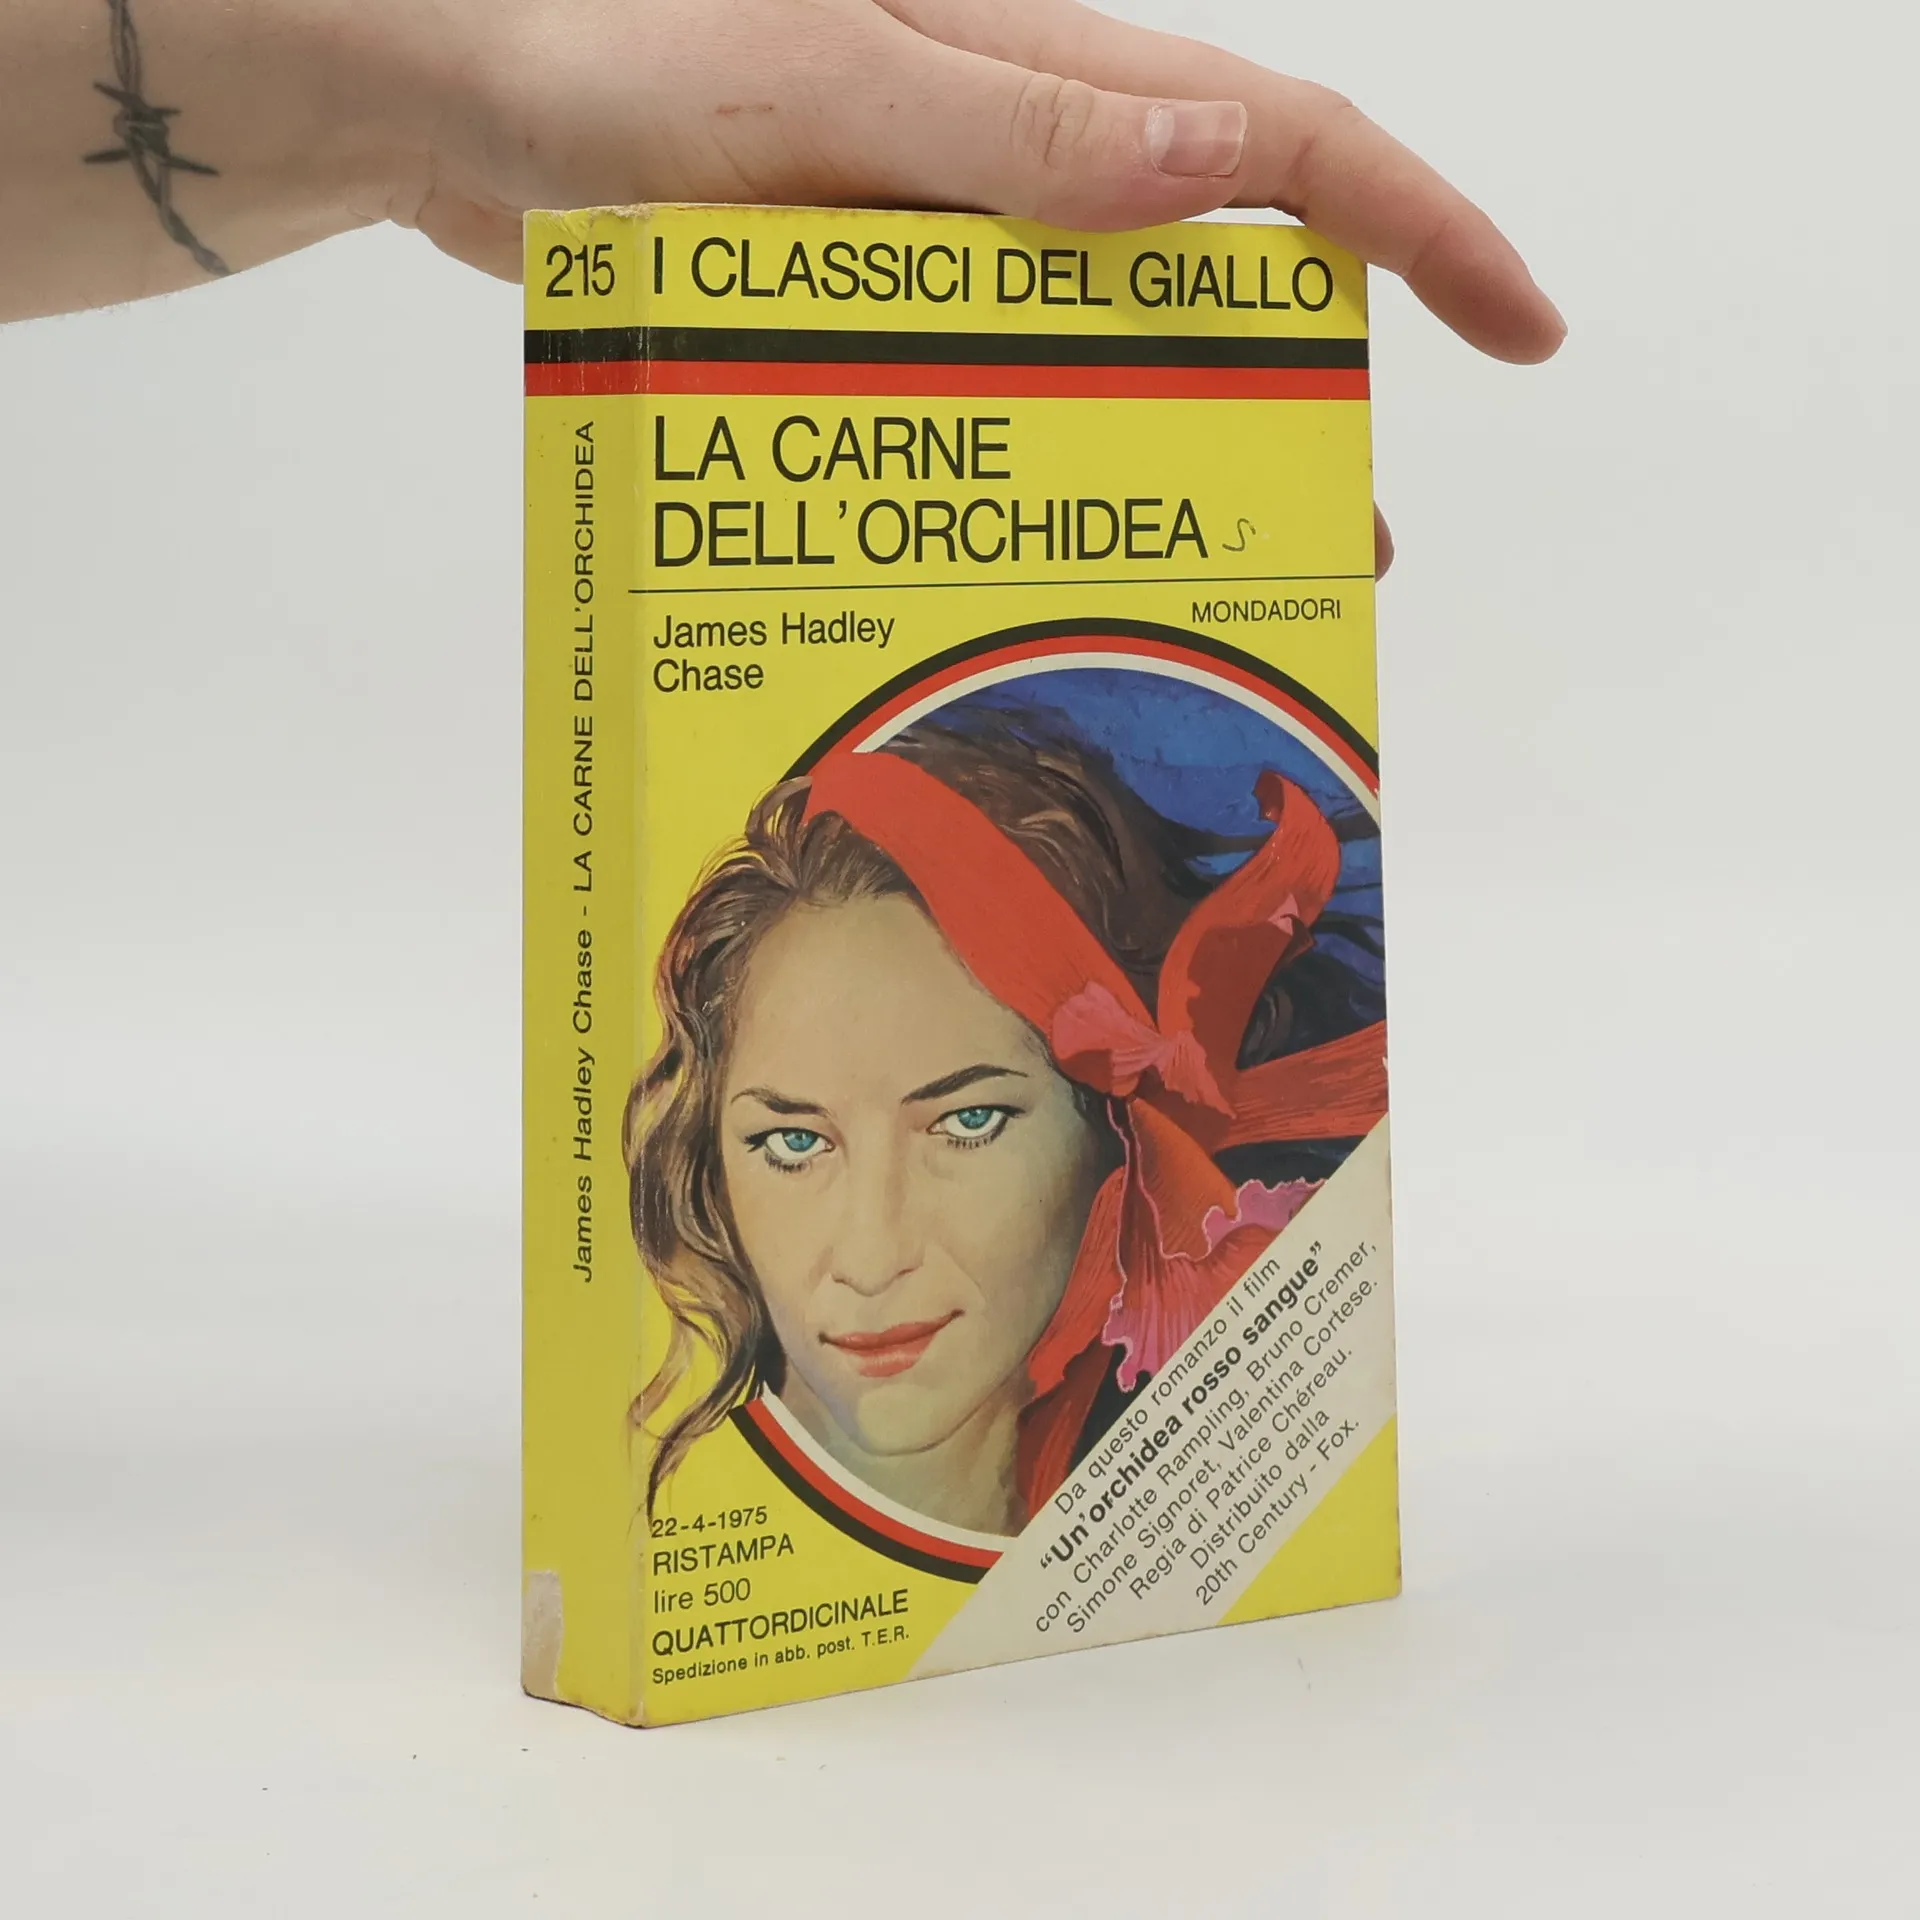 215
I CLASSICI DEL GIALLO
James Hadley Chase - LA CARNE DELL'ORCHIDEA
LA CARNE
DELL'ORCHIDEA
MONDADORI
James Hadley
Chase
Da questo romanzo il film
“Un'orchidea rosso sangue”
con Charlotte Rampling, Bruno Cremer,
Simone Signoret, Valentina Cortese.
Regia di Patrice Chéreau.
Distribuito dalla
20th Century - Fox.
22-4-1975
RISTAMPA
lire 500
QUATTORDICINALE
Spedizione in abb. post. T.E.R.